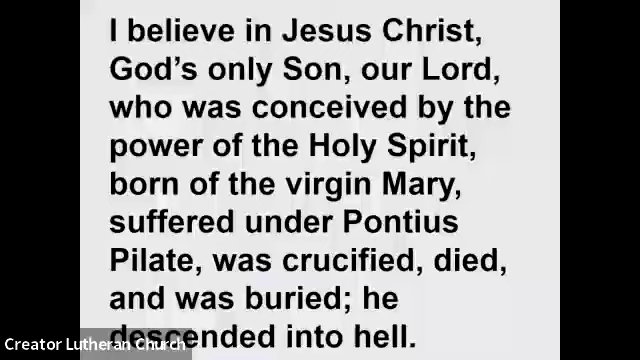 I believe in Jesus Christ,
God's only Son, our Lord,
who was conceived by the
power of the Holy Spirit,
born of the virgin Mary,
suffered under Pontius
Pilate, was crucified, died,
and was buried; he
descended into hell.
Creator Lutheran Church